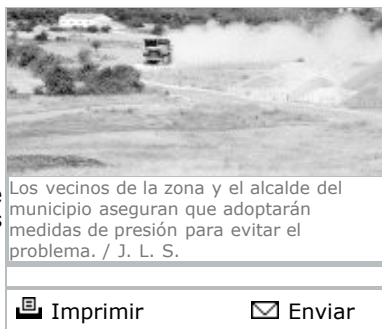 Los vecinos de la zona y el alcalde del
municipio aseguran que adoptarán
medidas de presión para evitar el
problema. / J. L. S.
Imprimir Enviar